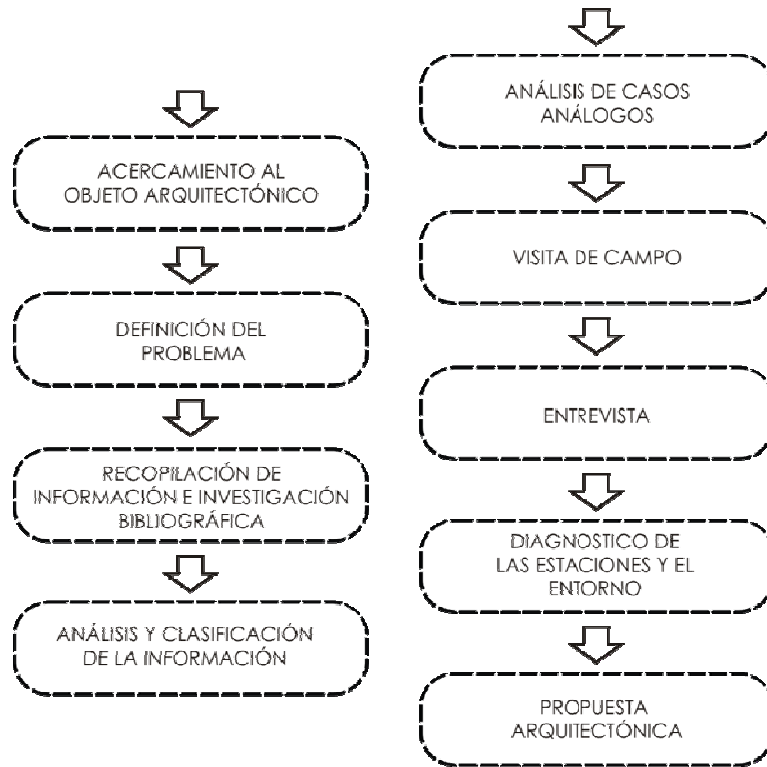 ACERCAMIENTO AL
OBJETO ARQUITECTÓNICO
DEFINICIÓN DEL
PROBLEMA
RECOPILACIÓN DE
INFORMACIÓN E INVESTIGACIÓN
BIBLIOGRÁFICA
ANÁLISIS Y CLASIFICACIÓN
DE LA INFORMACIÓN
ANÁLISIS DE CASOS
ANÁLOGOS
VISITA DE CAMPO
ENTREVISTA
DIAGNOSTICO DE
LAS ESTACIONES Y EL
ENTORNO
PROPUESTA
ARQUITECTÓNICA